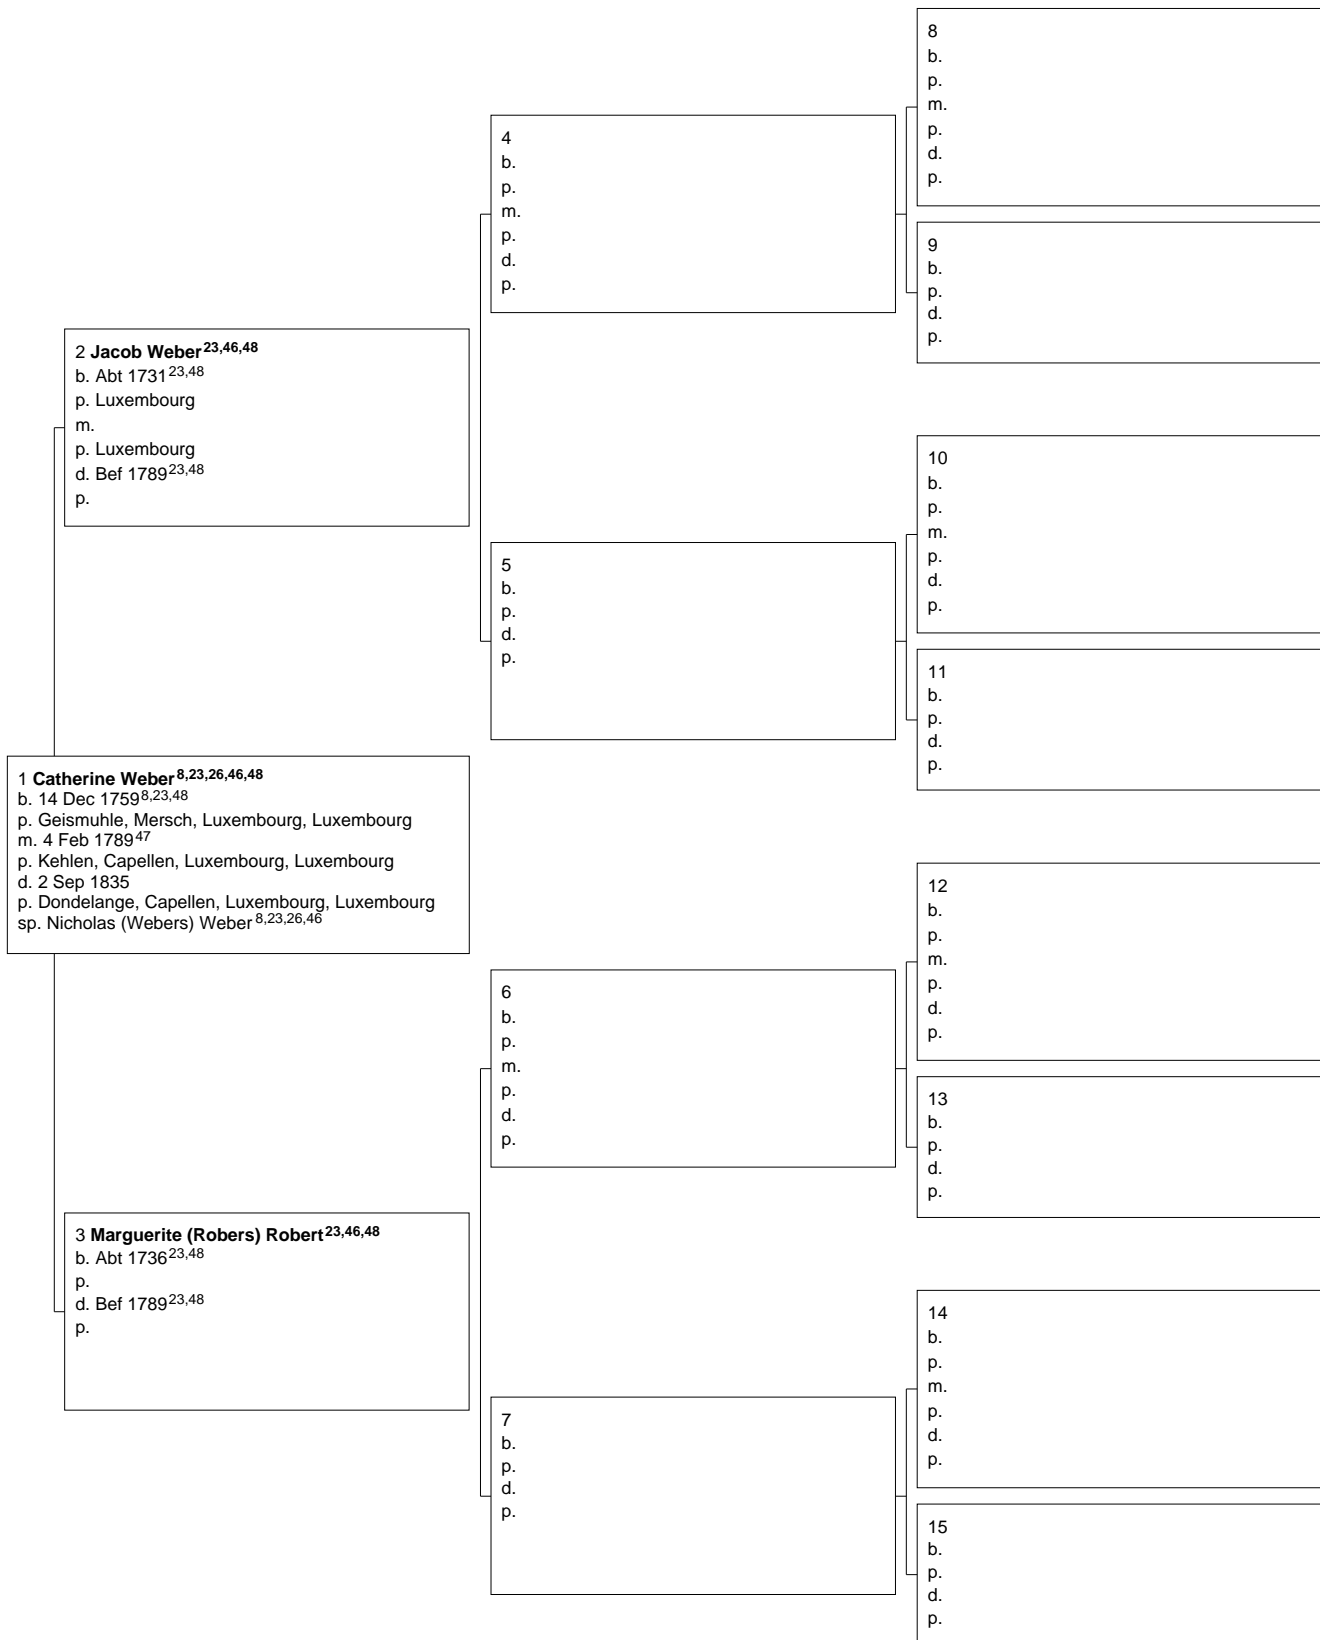 8
b.
p.
m.
p.
d.
p.
4
b.
p.
m.
p.
d.
p.
9
b.
p.
d.
p.
2 Jacob Weber23,46,48
b. Abt 173123,48
p. Luxembourg
m.
p. Luxembourg
d. Bef 178923,48
p.
10
b.
p.
m.
p.
d.
p.
5
b.
p.
d.
p.
11
b.
p.
d.
p.
1 Catherine Weber8,23,26,46,48
b. 14 Dec 17598,23,48
p. Geismuhle, Mersch, Luxembourg, Luxembourg
m. 4 Feb 178947
p. Kehlen, Capellen, Luxembourg, Luxembourg
d. 2 Sep 1835
p. Dondelange, Capellen, Luxembourg, Luxembourg
sp. Nicholas (Webers) Weber8,23,26,46
12
b.
p.
m.
p.
d.
p.
6
b.
p.
m.
p.
d.
p.
13
b.
p.
d.
p.
3 Marguerite (Robers) Robert23,46,48
b. Abt 173623,48
p.
d. Bef 178923,48
p.
14
b.
p.
m.
p.
d.
p.
7
b.
p.
d.
p.
15
b.
p.
d.
p.